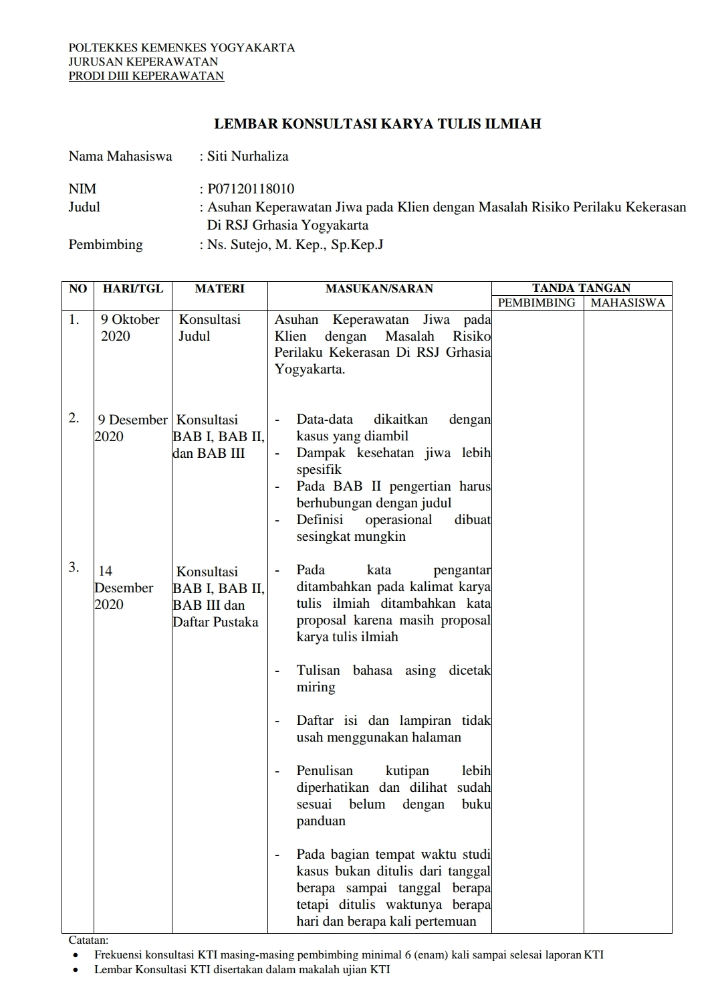 POLTEKKES KEMENKES YOGYAKARTA
JURUSAN KEPERAWATAN
PRODI DIII KEPERAWATAN
LEMBAR KONSULTASI KARYA TULIS ILMIAH
Nama Mahasiswa : Siti Nurhaliza
NIM : P07120118010
Judul : Asuhan Keperawatan Jiwa pada Klien dengan Masalah Risiko Perilaku Kekerasan
Di RSJ Grhasia Yogyakarta
Pembimbing : Ns. Sutejo, M. Kep., Sp.Kep.J
NO HARI/TGL MATERI MASUKAN/SARAN TANDA TANGAN
PEMBIMBING MAHASISWA
1. 9 Oktober Konsultasi Asuhan Keperawatan Jiwa pada
2020 Judul Klien dengan Masalah Risiko
Perilaku Kekerasan Di RSJ Grhasia
Yogyakarta.
2. 9 Desember Konsultasi - Data-data dikaitkan dengan
2020 BAB I, BAB II, kasus yang diambil
dan BAB III - Dampak kesehatan jiwa lebih
spesifik
- Pada BAB II pengertian harus
berhubungan dengan judul
- Definisi operasional dibuat
sesingkat mungkin
3. 14 Konsultasi - Pada kata pengantar
Desember BAB I, BAB II, ditambahkan pada kalimat karya
2020 BAB III dan tulis ilmiah ditambahkan kata
Daftar Pustaka proposal karena masih proposal
karya tulis ilmiah
- Tulisan bahasa asing dicetak
miring
- Daftar isi dan lampiran tidak
usah menggunakan halaman
- Penulisan kutipan lebih
diperhatikan dan dilihat sudah
sesuai belum dengan buku
panduan
- Pada bagian tempat waktu studi
kasus bukan ditulis dari tanggal
berapa sampai tanggal berapa
tetapi ditulis waktunya berapa
hari dan berapa kali pertemuan
Catatan:
• Frekuensi konsultasi KTI masing-masing pembimbing minimal 6 (enam) kali sampai selesai laporan KTI
• Lembar Konsultasi KTI disertakan dalam makalah ujian KTI